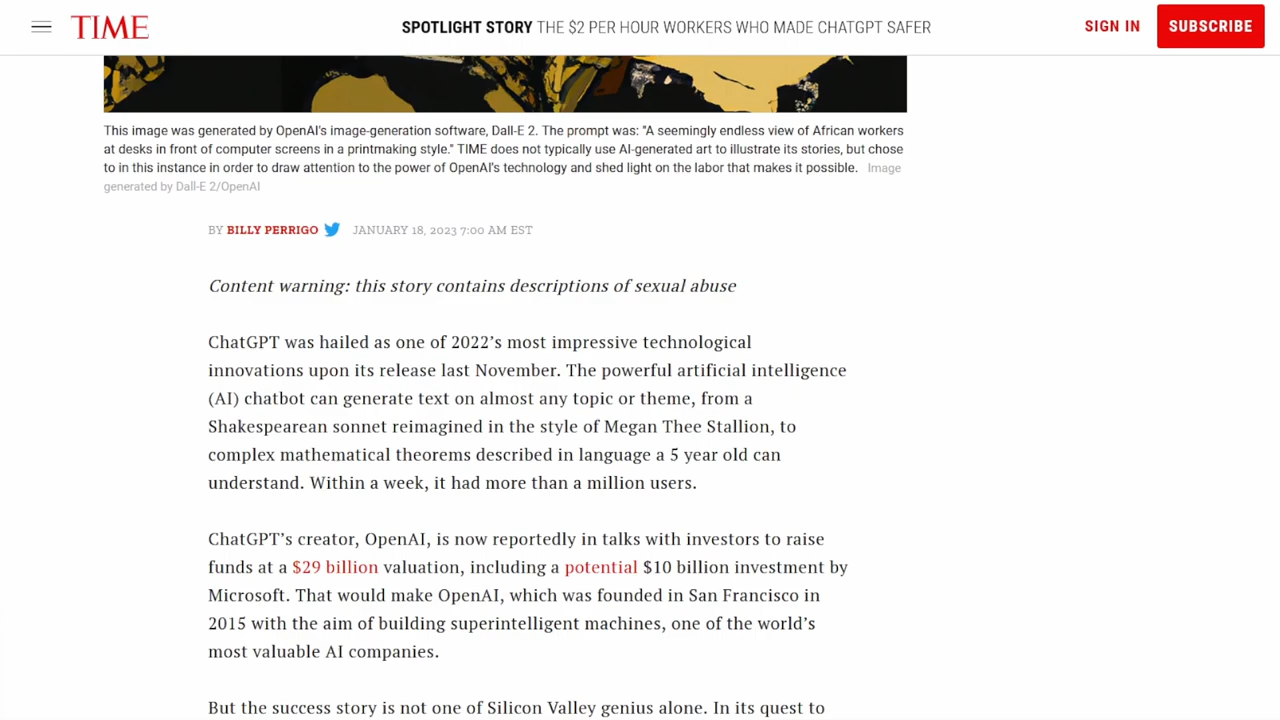 TIME
SPOTLIGHT STORY THE $2 PER HOUR WORKERS WHO MADE CHATGPT SAFER
SIGN IN
SUBSCRIBE
This image was generated by OpenAI's image-generation software, Dall-E 2. The prompt was: "A seemingly endless view of African workers
at desks in front of computer screens in a printmaking style." TIME does not typically use AI-generated art to illustrate its stories, but chose
to in this instance in order to draw attention to the power of OpenAI's technology and shed light on the labor that makes it possible. Image
generated by Dall-E 2/OpenAI
BY BILLY PERRIGO JANUARY 18, 2023 7:00 AM EST
Content warning: this story contains descriptions of sexual abuse
ChatGPT was hailed as one of 2022’s most impressive technological
innovations upon its release last November. The powerful artificial intelligence
(AI) chatbot can generate text on almost any topic or theme, from a
Shakespearean sonnet reimagined in the style of Megan Thee Stallion, to
complex mathematical theorems described in language a 5 year old can
understand. Within a week, it had more than a million users.
ChatGPT’s creator, OpenAI, is now reportedly in talks with investors to raise
funds at a $29 billion valuation, including a potential $10 billion investment by
Microsoft. That would make OpenAI, which was founded in San Francisco in
2015 with the aim of building superintelligent machines, one of the world’s
most valuable AI companies.
But the success story is not one of Silicon Valley genius alone. In its quest to